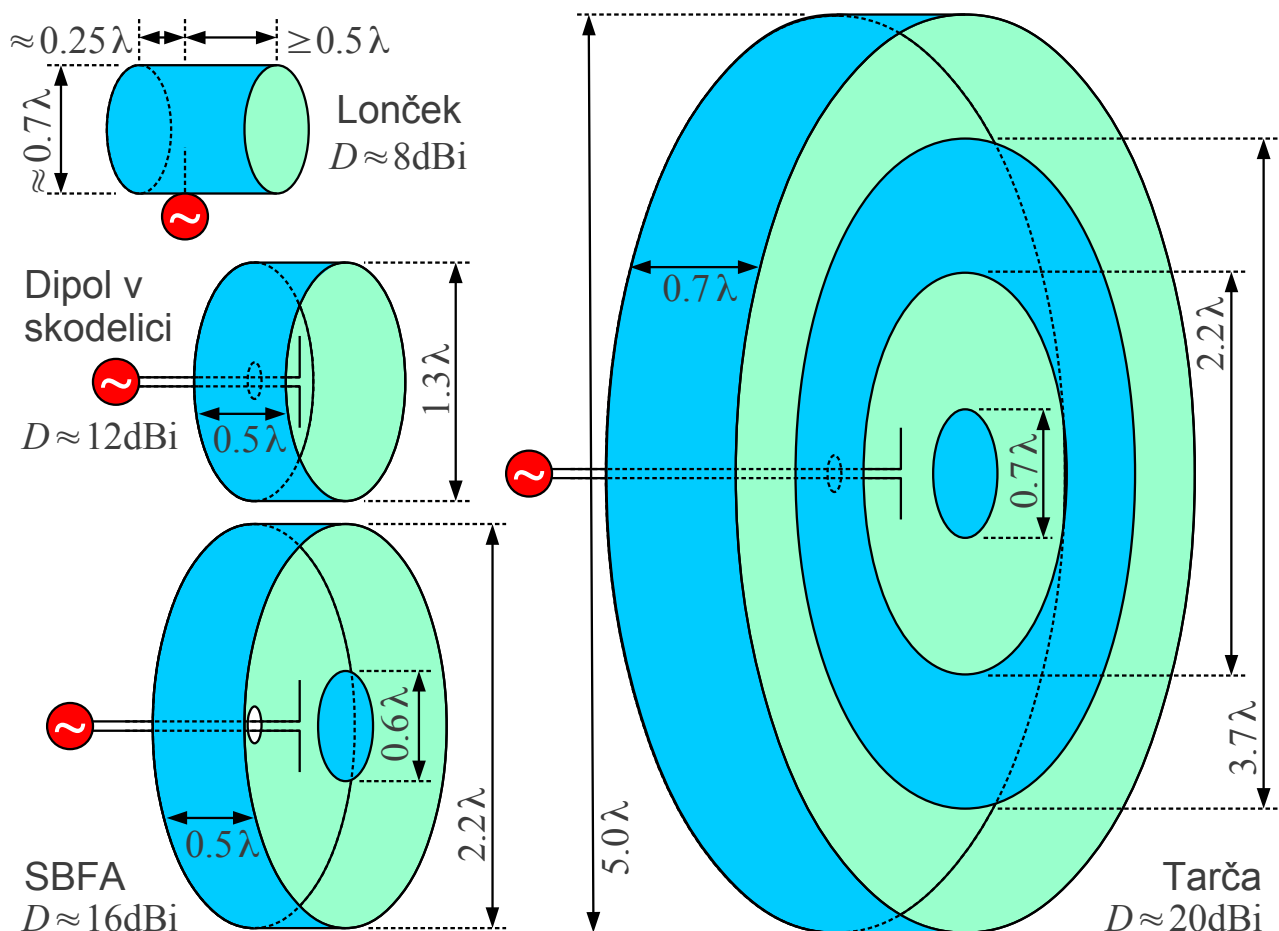 ≈0.25λ
≥0.5λ
≈0.7λ
Lonček
D≈8dBi
~
Dipol v
skodelici
~
D≈12dBi
0.5λ
1.3λ
~
0.5λ
0.6λ
2.2λ
SBFA
D≈16dBi
0.7λ
~
0.7λ
2.2λ
3.7λ
5.0λ
Tarča
D≈20dBi